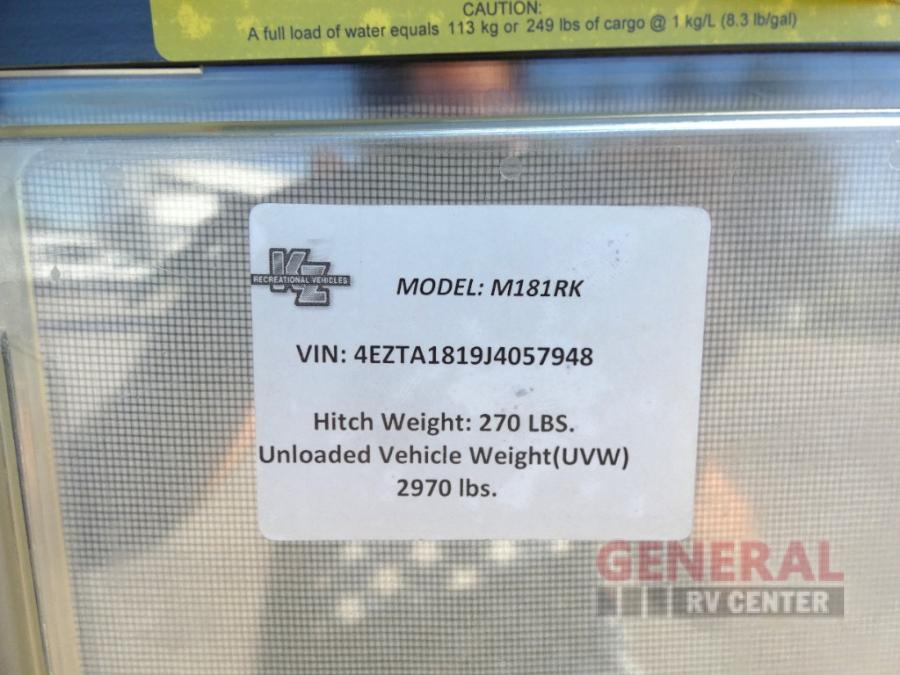 CAUTION:
A full load of water equals 113 kg or 249 lbs of cargo @ 1 kg/L (8.3 lb/gal)
KZ
RECREATIONAL VEHICLES
MODEL: M181RK
VIN: 4EZTA1819J4057948
Hitch Weight: 270 LBS.
Unloaded Vehicle Weight(UVW)
2970 lbs.
GENERAL
RV CENTER